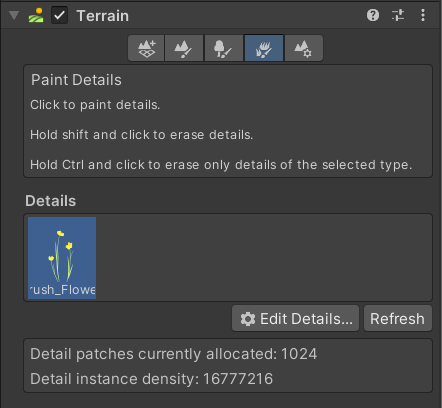 Terrain
Paint Details
Click to paint details.
Hold shift and click to erase details.
Hold Ctrl and click to erase only details of the selected type.
Details
rush_Flowe
Edit Details...
Refresh
Detail patches currently allocated: 1024
Detail instance density: 16777216